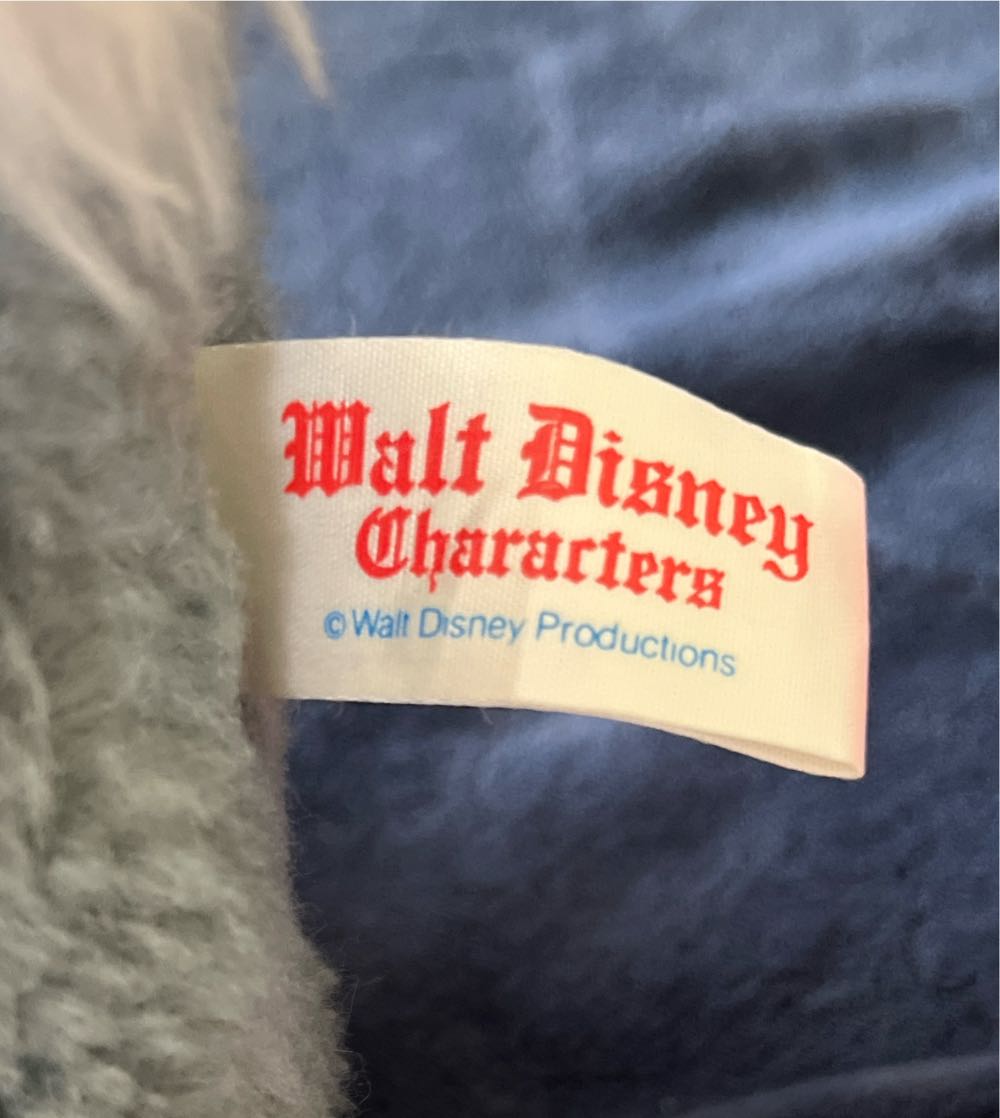 Walt Disney
Characters
© Walt Disney Productions